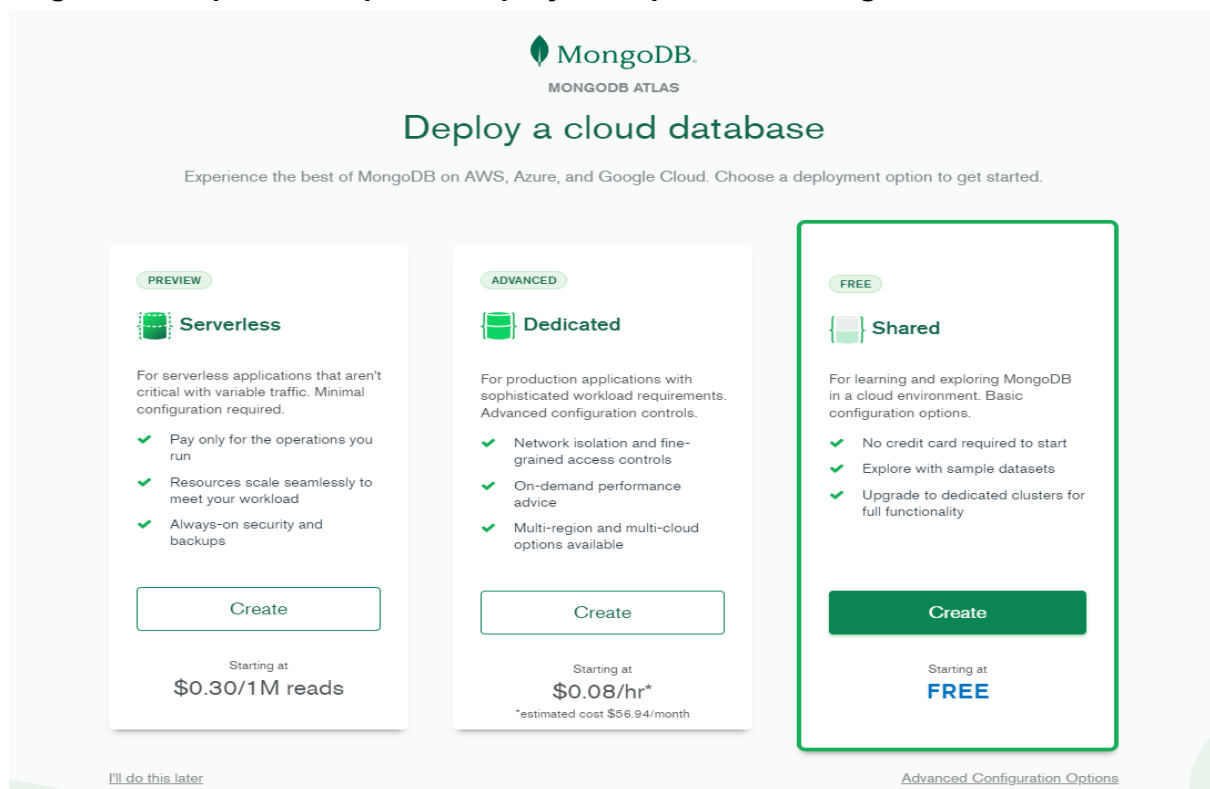 MongoDB.
MONGODB ATLAS
Deploy a cloud database
Experience the best of MongoDB on AWS, Azure, and Google Cloud. Choose a deployment option to get started.
PREVIEW
Serverless
For serverless applications that aren't
critical with variable traffic. Minimal
configuration required.
Pay only for the operations you
run
Resources scale seamlessly to
meet your workload
Always-on security and
backups
Create
Starting at
$0.30/1M reads
ADVANCED
Dedicated
For production applications with
sophisticated workload requirements.
Advanced configuration controls.
Network isolation and fine-
grained access controls
On-demand performance
advice
Multi-region and multi-cloud
options available
Create
Starting at
$0.08/hr*
*estimated cost $56.94/month
FREE
Shared
For learning and exploring MongoDB
in a cloud environment. Basic
configuration options.
No credit card required to start
Explore with sample datasets
Upgrade to dedicated clusters for
full functionality
Create
Starting at
FREE
I'll do this later
Advanced Configuration Options